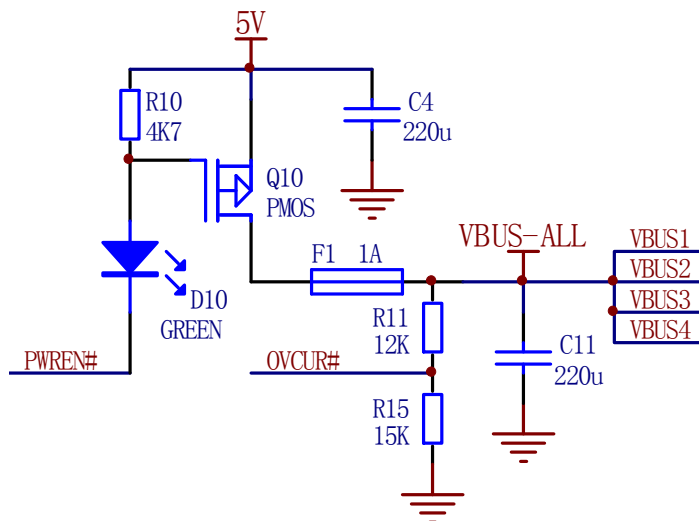 5V
R10
4K7
C4
220u
Q10
PMOS
VBUS-ALL
VBUS1
F1 1A
VBUS2
D10
GREEN
VBUS3
R11
12K
VBUS4
C11
220u
PWREN#
OVCUR#
R15
15K